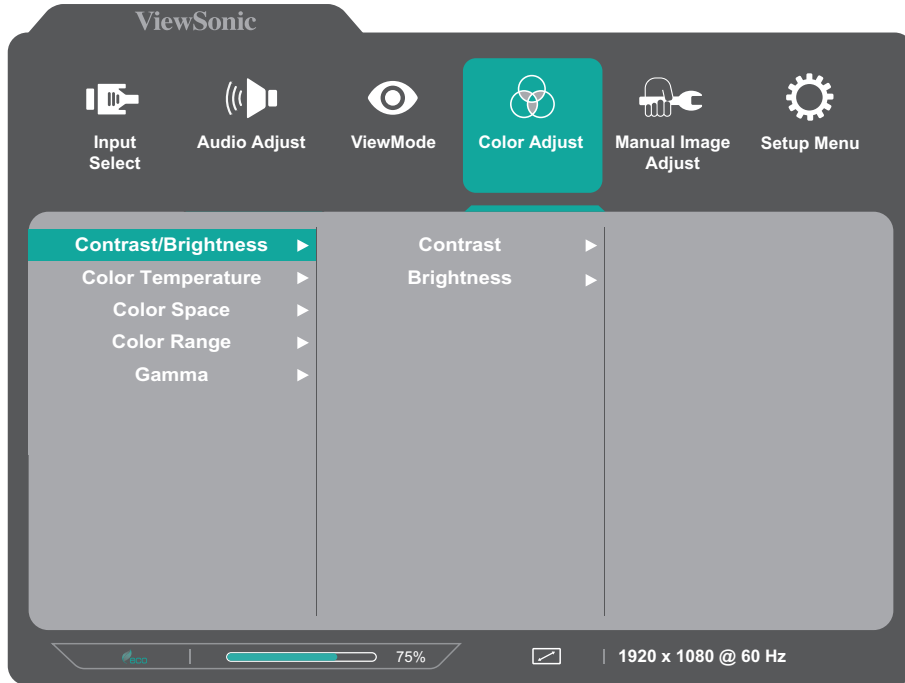 ViewSonic
Input Select
Audio Adjust
ViewMode
Color Adjust
Manual Image Adjust
Setup Menu
Contrast/Brightness
Contrast
Color Temperature
Brightness
Color Space
Color Range
Gamma
eco
75%
1920 x 1080 @ 60 Hz